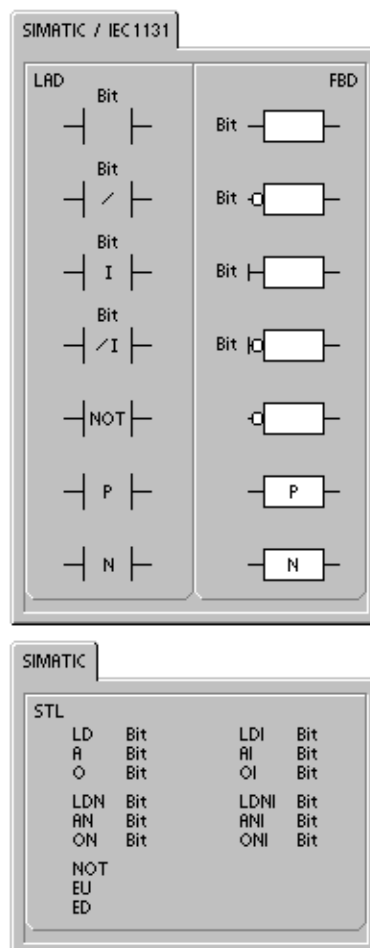 SIMATIC / IEC1131
LAD FBD
Bit
Bit
Bit
/
Bit
Bit
I
Bit
Bit
/I
Bit
NOT
P P
N N
SIMATIC
STL
LD Bit LDI Bit
A Bit AI Bit
O Bit OI Bit
LDN Bit LDNI Bit
AN Bit ANI Bit
ON Bit ONI Bit
NOT
EU
ED